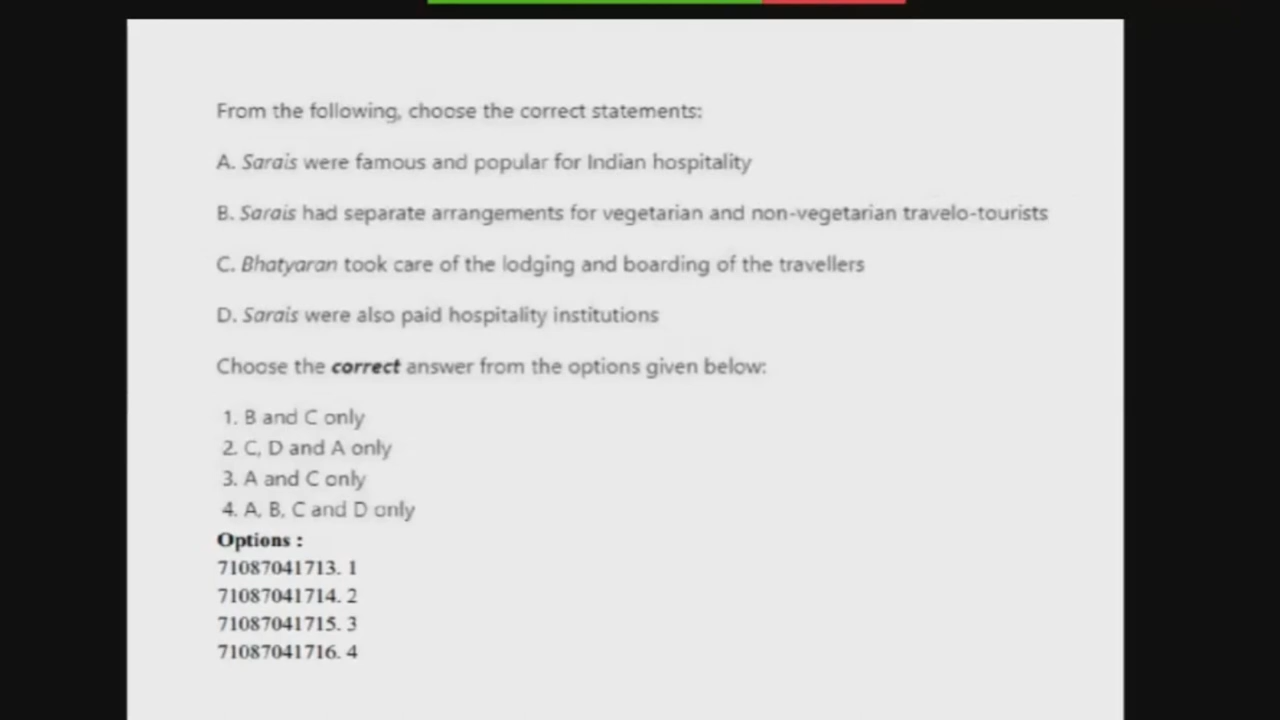 From the following, choose the correct statements:
A. Sarais were famous and popular for Indian hospitality
B. Sarais had separate arrangements for vegetarian and non-vegetarian travelo-tourists
C. Bhatyaran took care of the lodging and boarding of the travellers
D. Sarais were also paid hospitality institutions
Choose the correct answer from the options given below:
1. B and C only
2. C, D and A only
3. A and C only
4. A, B, C and D only
Options :
71087041713. 1
71087041714. 2
71087041715. 3
71087041716. 4